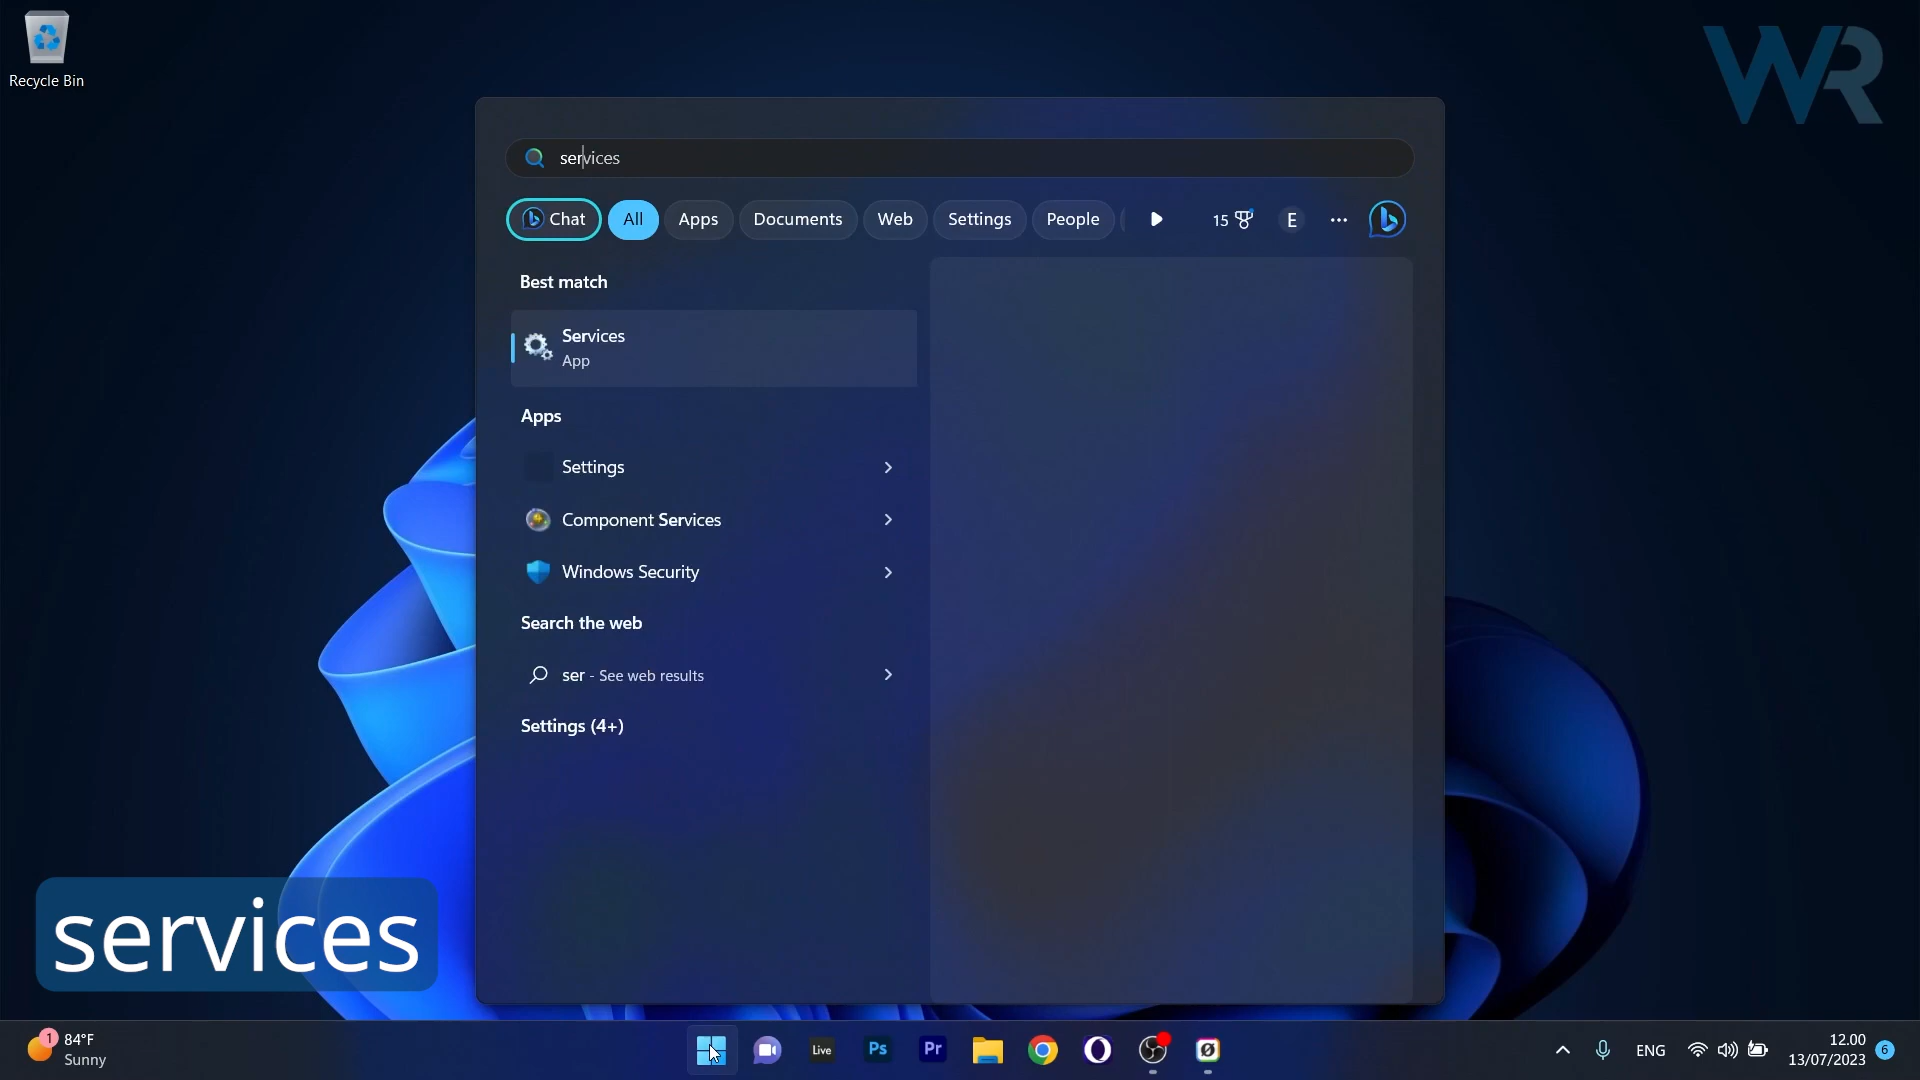 Recycle Bin
WR
services
Chat All Apps Documents Web Settings People 15 E
Best match
Services
App
Apps
Settings
Component Services
Windows Security
Search the web
ser - See web results
Settings (4+)
services
1 84°F
Sunny
Live Ps Pr
ENG
12.00
13/07/2023 6